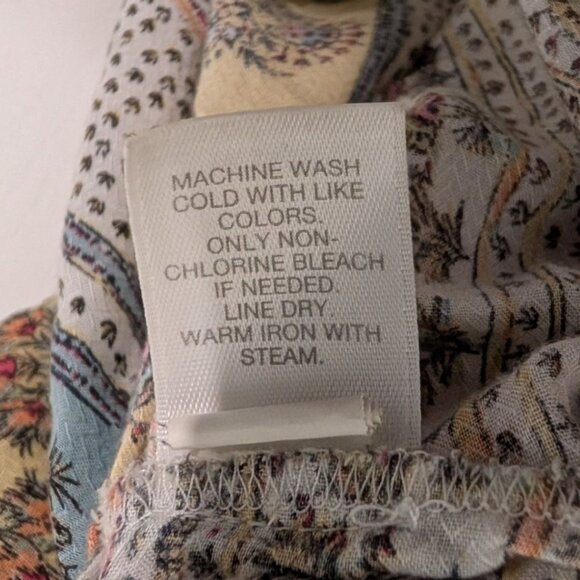 MACHINE WASH
COLD WITH LIKE
COLORS.
ONLY NON-
CHLORINE BLEACH
IF NEEDED.
LINE DRY.
WARM IRON WITH
STEAM.